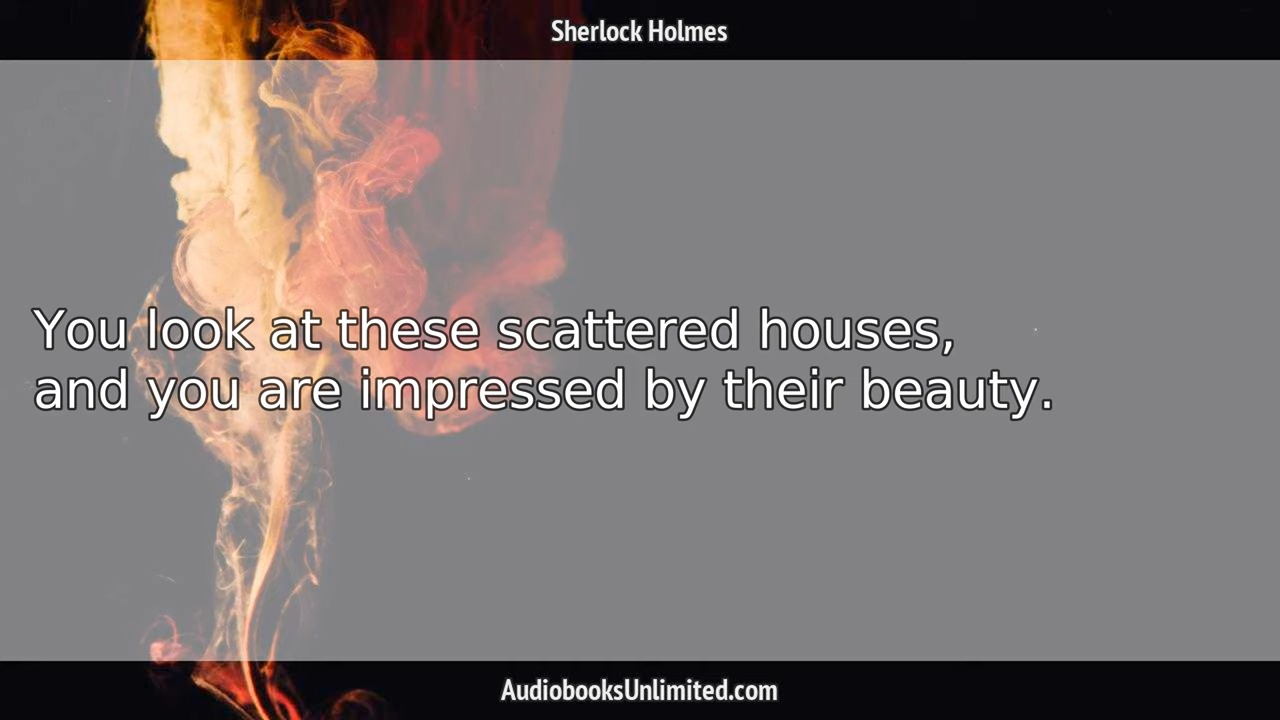 Sherlock Holmes
You look at these scattered houses,
and you are impressed by their beauty.
AudiobooksUnlimited.com